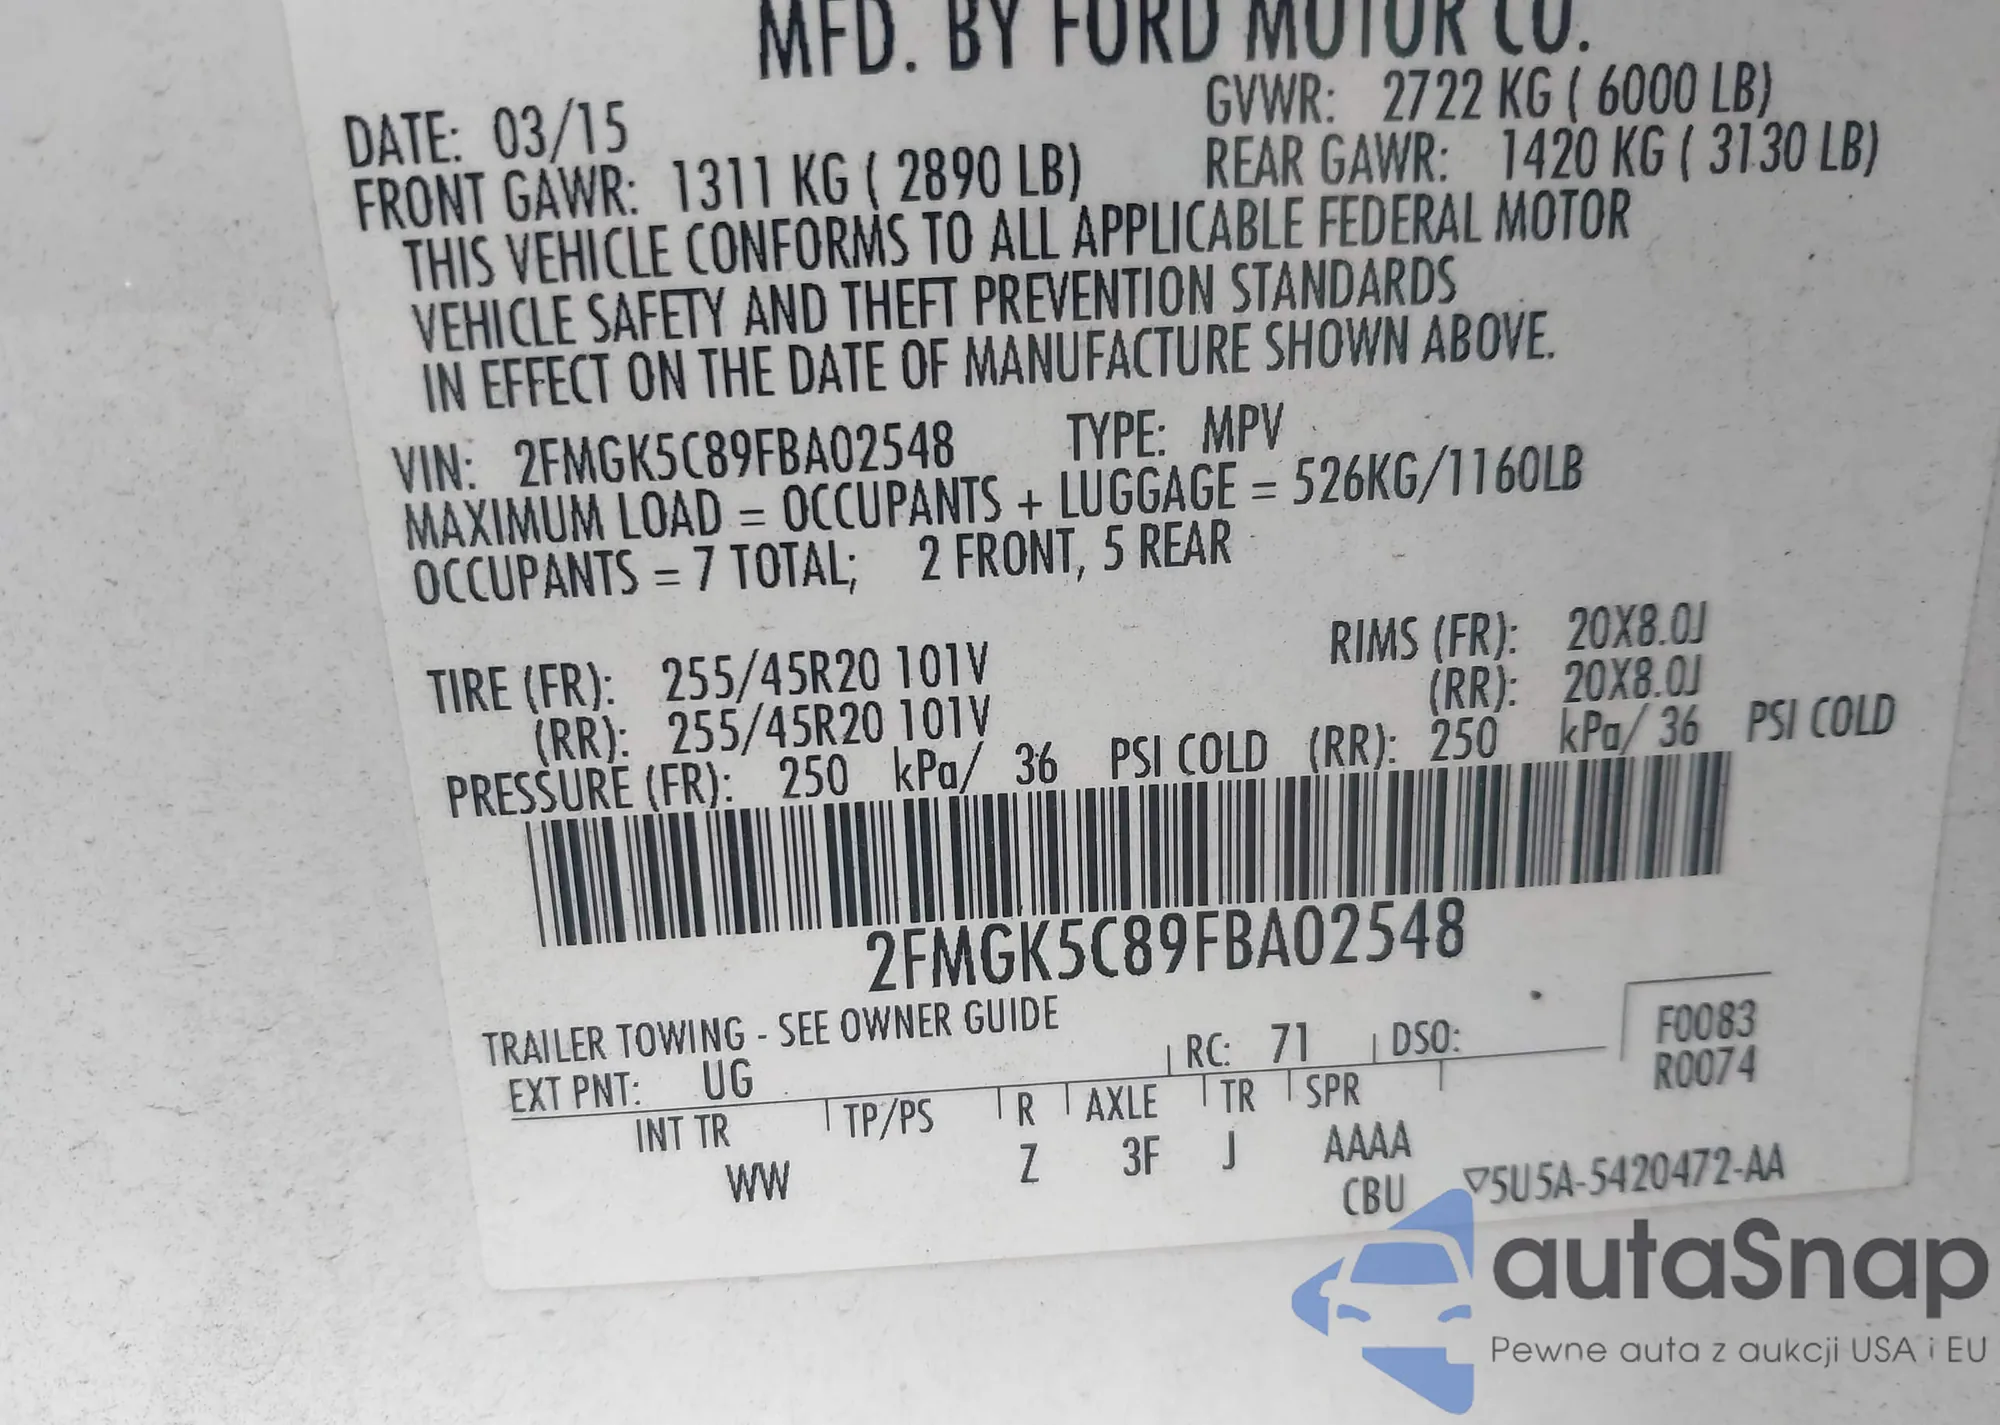 MFD. BY FORD MOTOR CO.
DATE: 03/15 GVWR: 2722 KG ( 6000 LB)
FRONT GAWR: 1311 KG ( 2890 LB) REAR GAWR: 1420 KG ( 3130 LB)
THIS VEHICLE CONFORMS TO ALL APPLICABLE FEDERAL MOTOR
VEHICLE SAFETY AND THEFT PREVENTION STANDARDS
IN EFFECT ON THE DATE OF MANUFACTURE SHOWN ABOVE.
VIN: 2FMGK5C89FBA02548 TYPE: MPV
MAXIMUM LOAD = OCCUPANTS + LUGGAGE = 526KG/1160LB
OCCUPANTS = 7 TOTAL; 2 FRONT, 5 REAR
TIRE (FR): 255/45R20 101V RIMS (FR): 20X8.0J
(RR): 255/45R20 101V (RR): 20X8.0J
PRESSURE (FR): 250 kPa/ 36 PSI COLD (RR): 250 kPa/ 36 PSI COLD
2FMGK5C89FBA02548
TRAILER TOWING - SEE OWNER GUIDE
EXT PNT: UG RC: 71 DSO: F0083
R0074
INT TR TP/PS R AXLE TR SPR
WW Z 3F J AAAA
CBU ▽5U5A-5420472-AA
autaSnap
Pewne auta z aukcji USA i EU